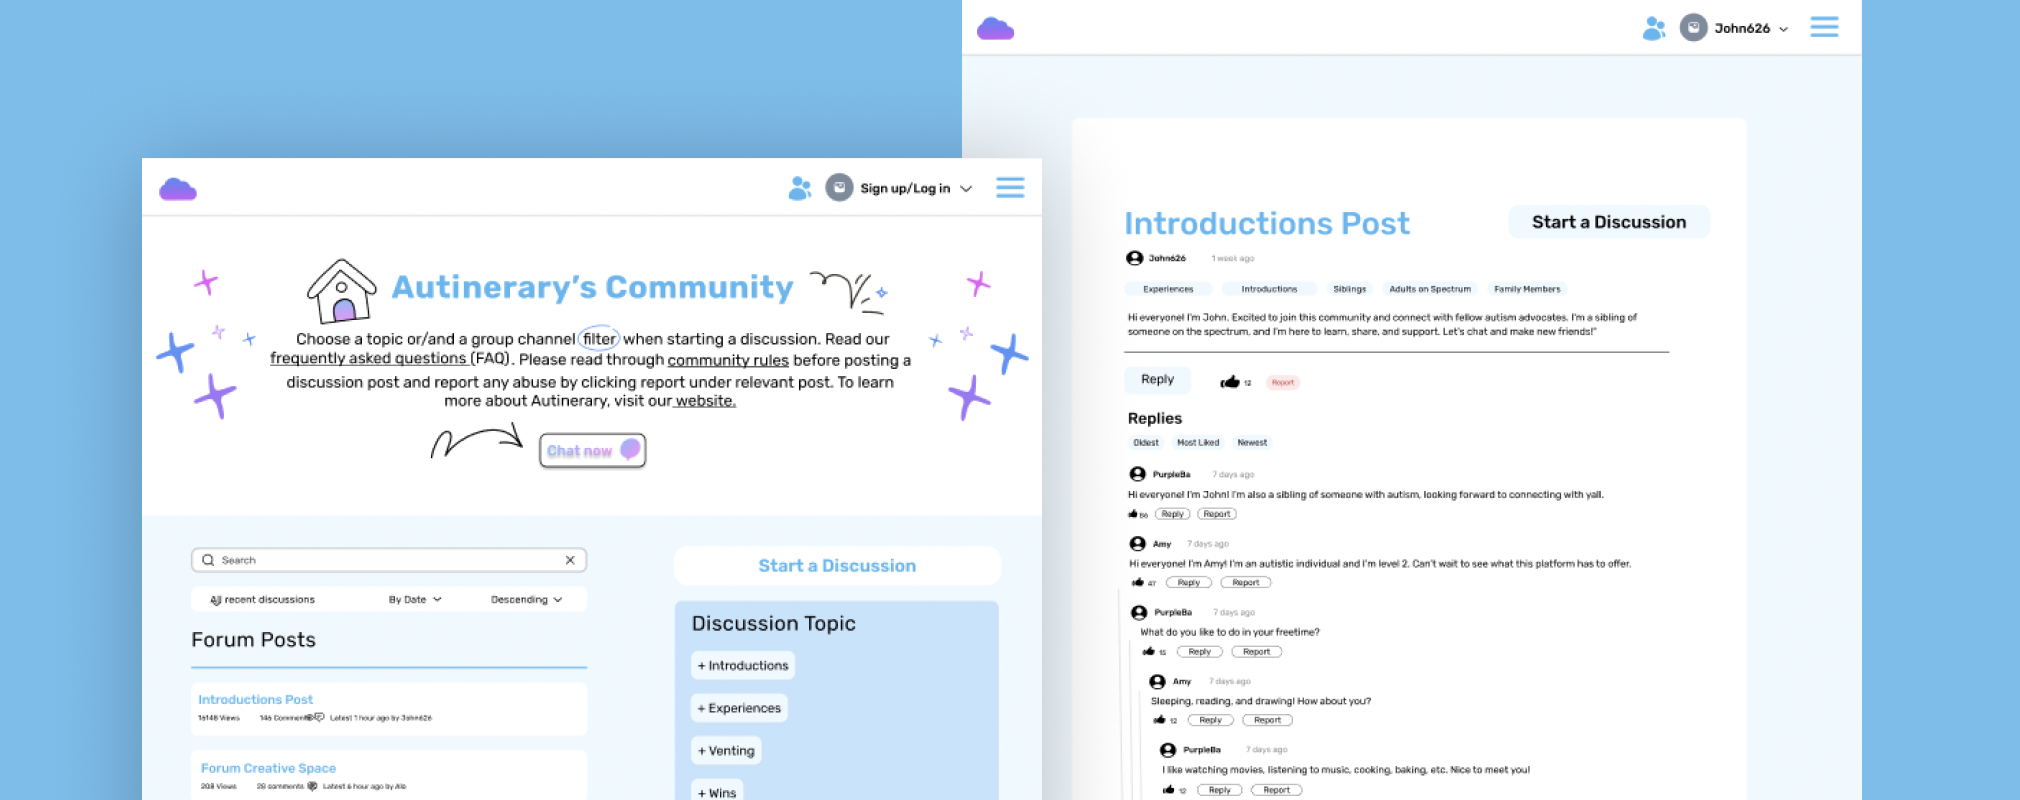 Sign up/Log in
Autinerary's Community
Choose a topic or/and a group channel filter when starting a discussion. Read our
frequently asked questions (FAQ). Please read through community rules before posting a
discussion post and report any abuse by clicking report under relevant post. To learn
more about Autinerary, visit our website.
Chat now
Search
All recent discussions
By Date
Descending
Forum Posts
Introductions Post
16148 Views
146 Comments
Latest 1 hour ago by John626
Forum Creative Space
203 Views
28 comments
Latest 6 hour ago by Alo
Start a Discussion
Discussion Topic
+ Introductions
+ Experiences
+ Venting
+ Wins
John626
Introductions Post
Start a Discussion
John626
1 week ago
Experiences
Introductions
Siblings
Adults on Spectrum
Family Members
Hi everyone! I'm John. Excited to join this community and connect with fellow autism advocates. I'm a sibling of
someone on the spectrum, and I'm here to learn, share, and support. Let's chat and make new friends!"
Reply
12
Report
Replies
Oldest
Most Liked
Newest
PurpleBa
7 days ago
Hi everyone! I'm John! I'm also a sibling of someone with autism, looking forward to connecting with yall.
86
Reply
Report
Amy
7 days ago
Hi everyone! I'm Amy! I'm an autistic individual and I'm level 2. Can't wait to see what this platform has to offer.
47
Reply
Report
PurpleBa
7 days ago
What do you like to do in your freetime?
15
Reply
Report
Amy
7 days ago
Sleeping, reading, and drawing! How about you?
12
Reply
Report
PurpleBa
7 days ago
I like watching movies, listening to music, cooking, baking, etc. Nice to meet you!
12
Reply
Report